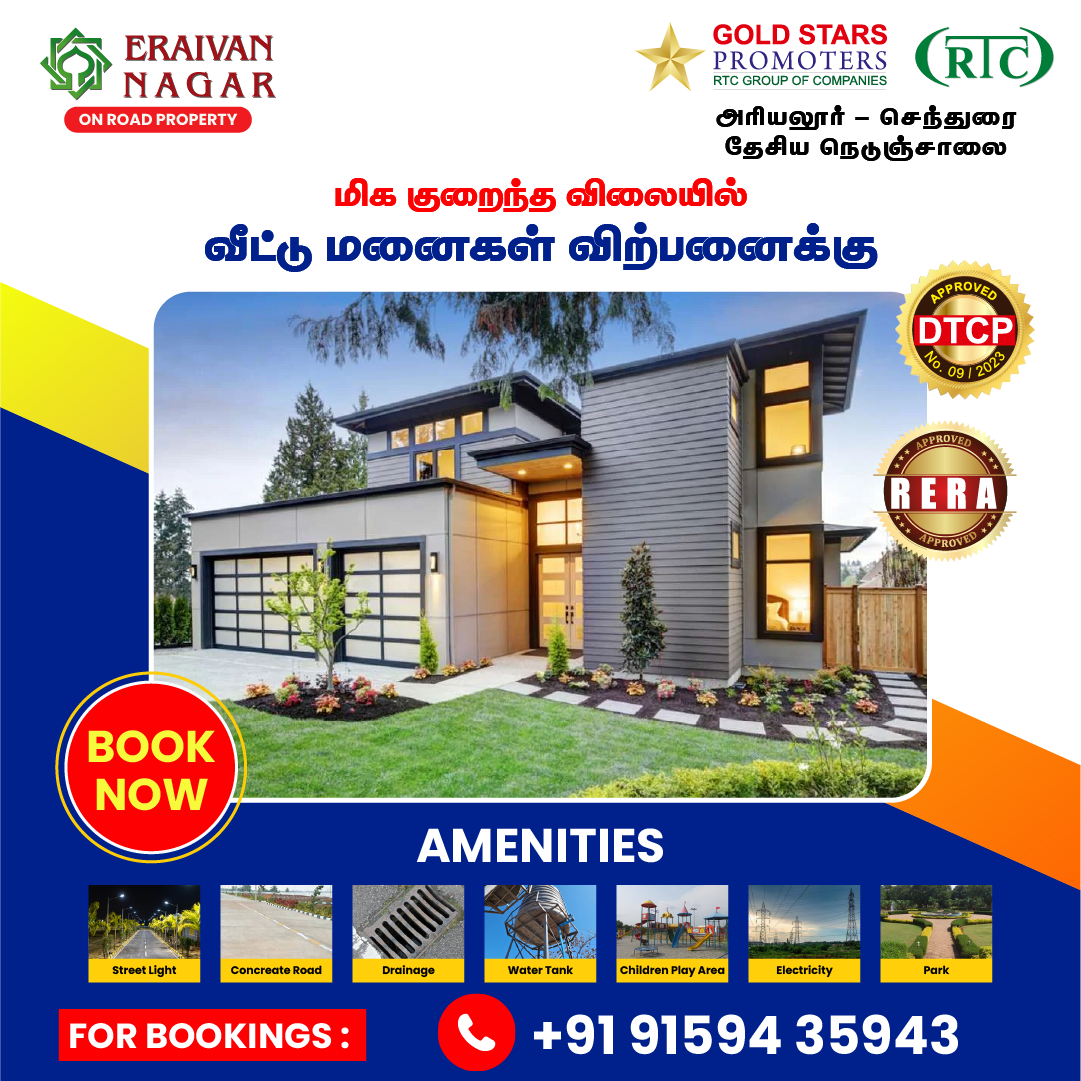 ERAIVAN
NAGAR
ON ROAD PROPERTY
GOLD STARS
PROMOTERS
RTC GROUP OF COMPANIES
RTC
அரியலூர் – செந்துரை
தேசிய நெடுஞ்சாலை
மிக குறைந்த விலையில்
வீட்டு மனைகள் விற்பனைக்கு
APPROVED
DTCP
No. 09 / 2023
APPROVED
RERA
APPROVED
BOOK
NOW
AMENITIES
Street Light
Concreate Road
Drainage
Water Tank
Children Play Area
Electricity
Park
FOR BOOKINGS :
+91 91594 35943